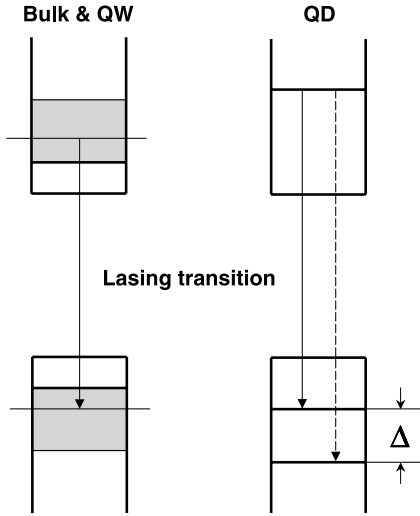 Bulk & QW
QD
Lasing transition
Δ